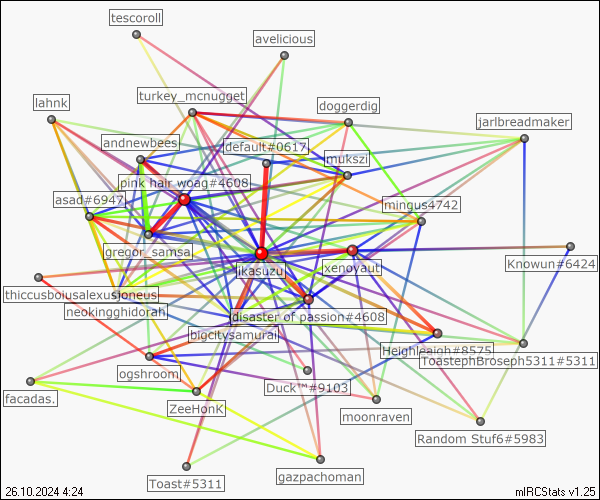 tescoroll
avelicious
turkey_mcnugget
lahnk
doggerdig
jarlbreadmaker
andnewbees
default#0617
mukszi
pink hair woag#4608
asad#6947
mingus4742
gregor_samsa
ikasuzu
xenoyaut
Knowun#6424
thiccusboiusalexusjoneus
neokingghidorah
disaster of passion#4608
bigcitysamurai
Heighleaigh#8575
ToastephBroseph5311#5311
ogshroom
Duck™#9103
facadas.
ZeeHonK
moonraven
Random Stuf6#5983
Toast#5311
gazpachoman
26.10.2024 4:24
mIRCStats v1.25